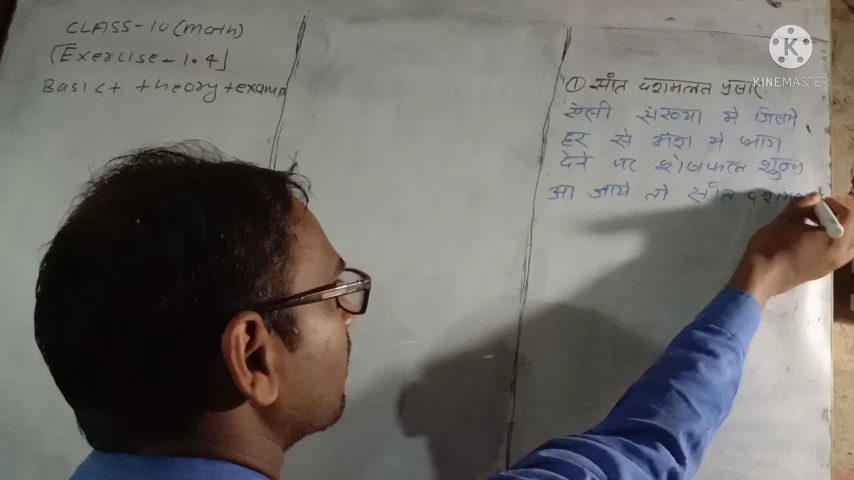 CLASS-10(math)
[Exercise-1.4]
Basic+ theory+examp
KINEMASTER
① साँत दशमलव प्रसार
ऐसी संख्या मे जिसमे
हर से अंश मे भाग
देने पर शेषफल शुन्य
आ जाये तो साँत दशमल